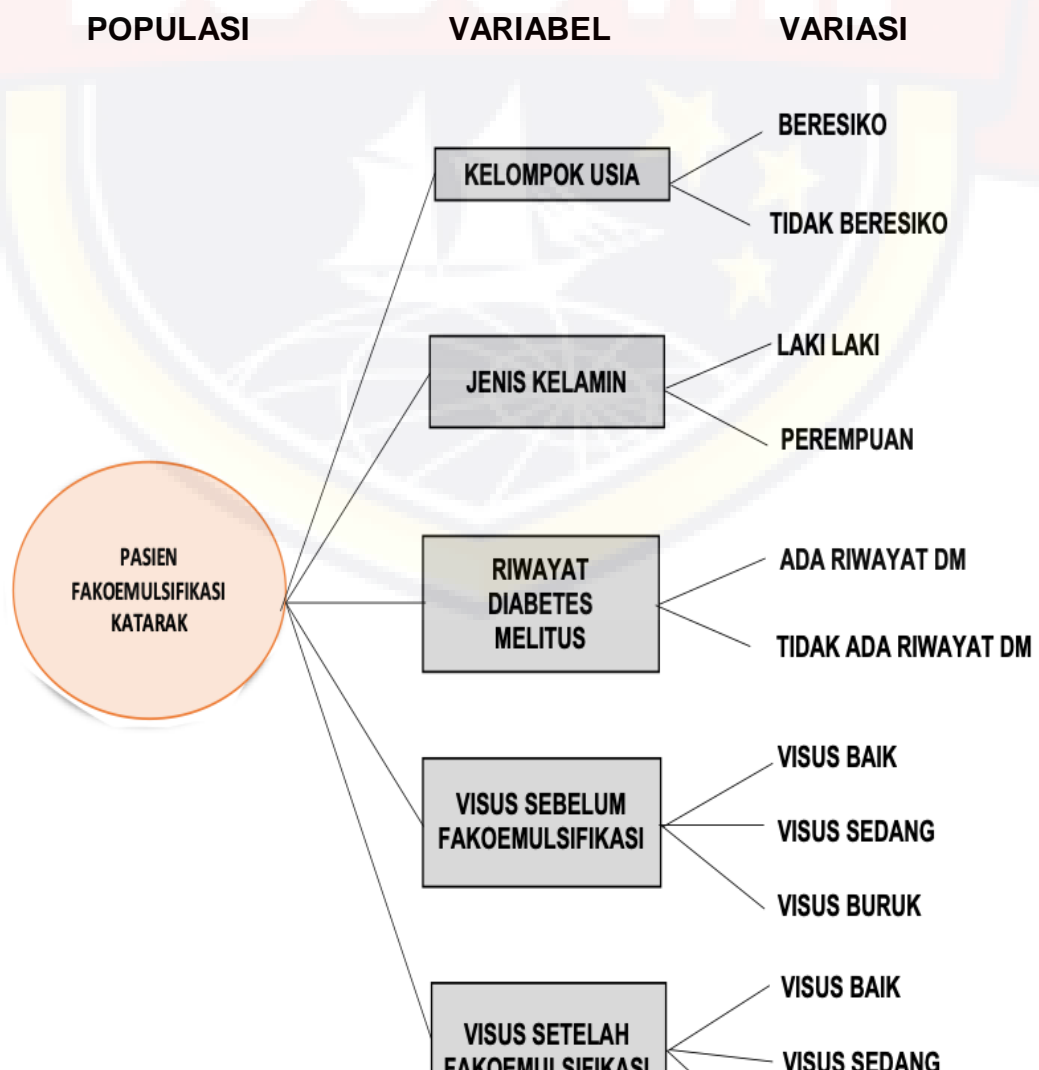 POPULASI VARIABEL VARIASI
BERESIKO
KELOMPOK USIA
TIDAK BERESIKO
LAKI LAKI
JENIS KELAMIN
PEREMPUAN
PASIEN
FAKOEMULSIFIKASI
KATARAK
RIWAYAT
DIABETES
MELITUS
ADA RIWAYAT DM
TIDAK ADA RIWAYAT DM
VISUS SEBELUM
FAKOEMULSIFIKASI
VISUS BAIK
VISUS SEDANG
VISUS BURUK
VISUS SETELAH
FAKOEMULSIFIKASI
VISUS BAIK
VISUS SEDANG